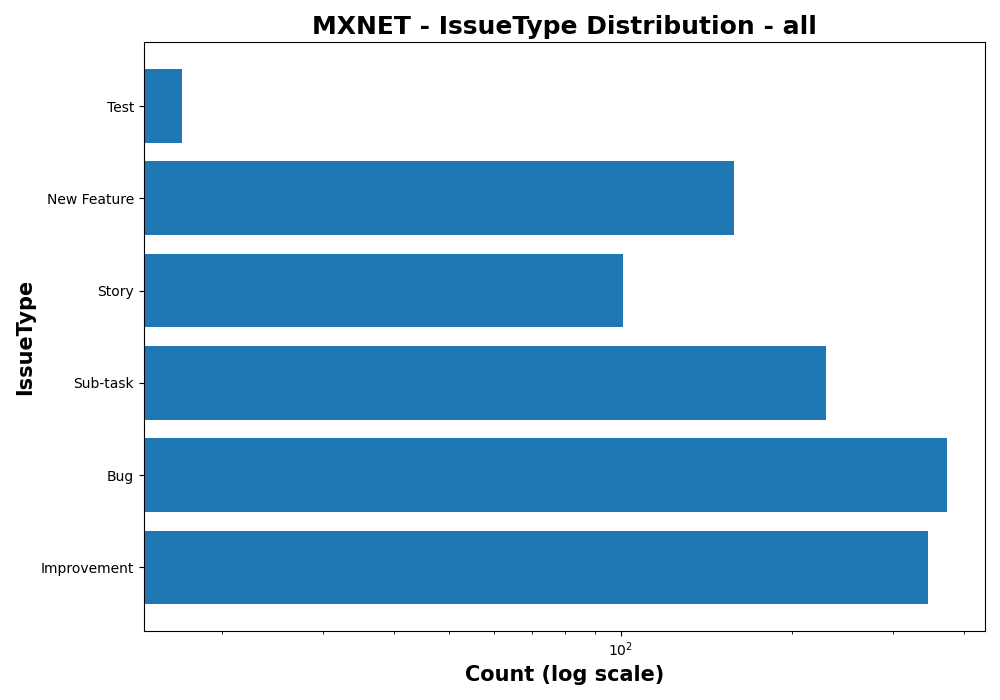 MXNET - IssueType Distribution - all
IssueType
Test
New Feature
Story
Sub-task
Bug
Improvement
10²
Count (log scale)